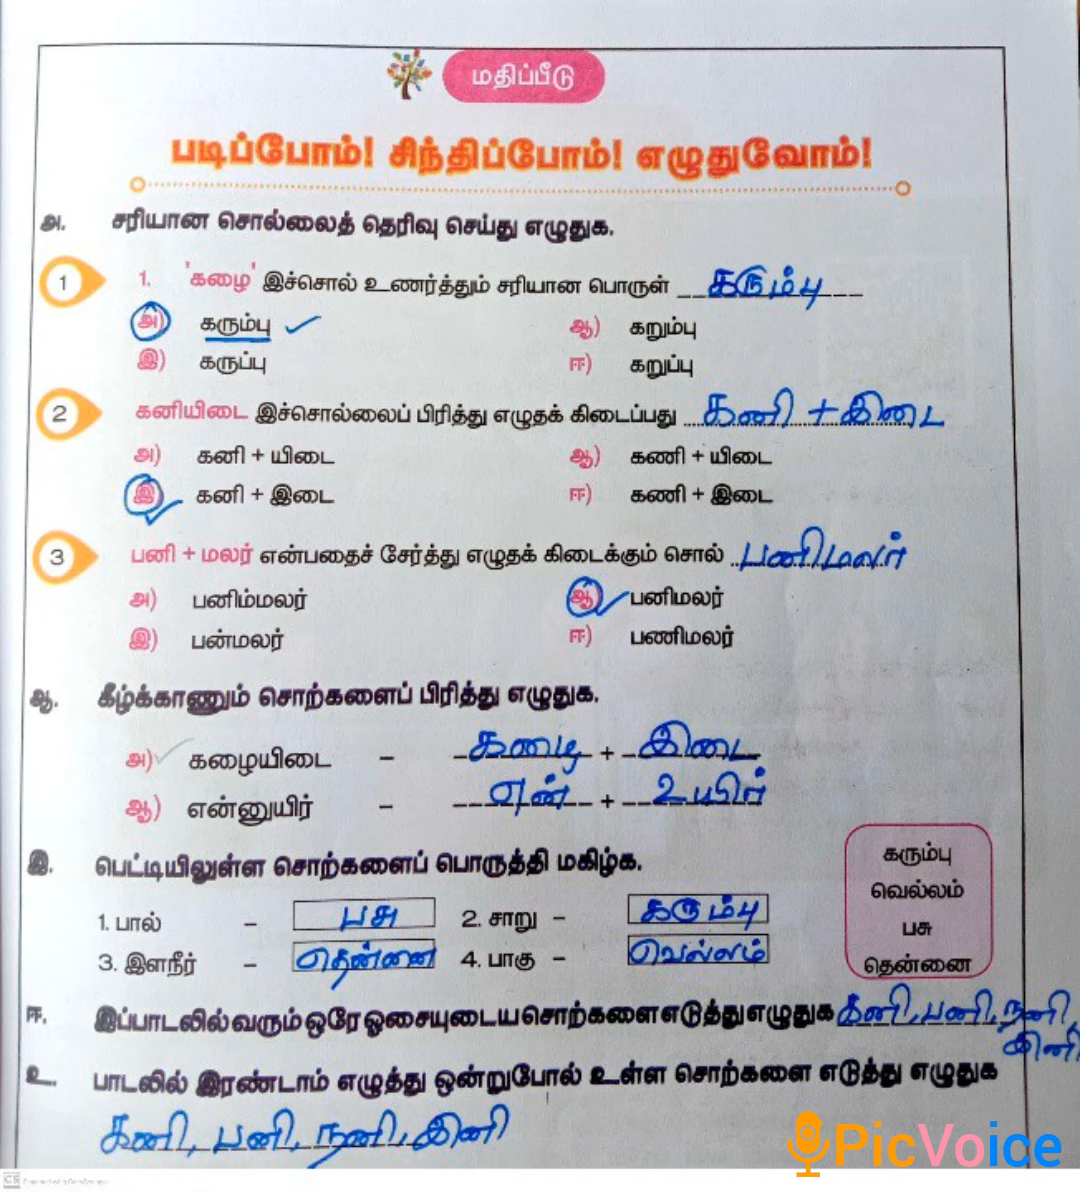 மதிப்பீடு
படிப்போம்! சிந்திப்போம்! எழுதுவோம்!
அ. சரியான சொல்லைத் தெரிவு செய்து எழுதுக.
1 1. 'கழை' இச்சொல் உணர்த்தும் சரியான பொருள் கரும்பு
அ) கரும்பு ஆ) கறும்பு
இ) கருப்பு ஈ) கறுப்பு
2 கனியிடை இச்சொல்லைப் பிரித்து எழுதக் கிடைப்பது கனி + இடை
அ) கனி + யிடை ஆ) கணி + யிடை
இ) கனி + இடை ஈ) கணி + இடை
3 பனி + மலர் என்பதைச் சேர்த்து எழுதக் கிடைக்கும் சொல் பனிமலர்
அ) பனிம்மலர் ஆ) பனிமலர்
இ) பன்மலர் ஈ) பணிமலர்
ஆ. கீழ்க்காணும் சொற்களைப் பிரித்து எழுதுக.
அ) கழையிடை – கழை + இடை
ஆ) என்னுயிர் – என் + உயிர்
இ. பெட்டியிலுள்ள சொற்களைப் பொருத்தி மகிழ்க.
கரும்பு
வெல்லம்
பசு
தென்னை
1. பால் – பசு 2. சாறு – கரும்பு
3. இளநீர் – தென்னை 4. பாகு – வெல்லம்
ஈ. இப்பாடலில் வரும் ஒரே ஓசையுடைய சொற்களை எடுத்து எழுதுக கனி, பனி, நனி,
இனி
உ. பாடலில் இரண்டாம் எழுத்து ஒன்றுபோல் உள்ள சொற்களை எடுத்து எழுதுக
கனி, பனி, நனி, இனி
PicVoice